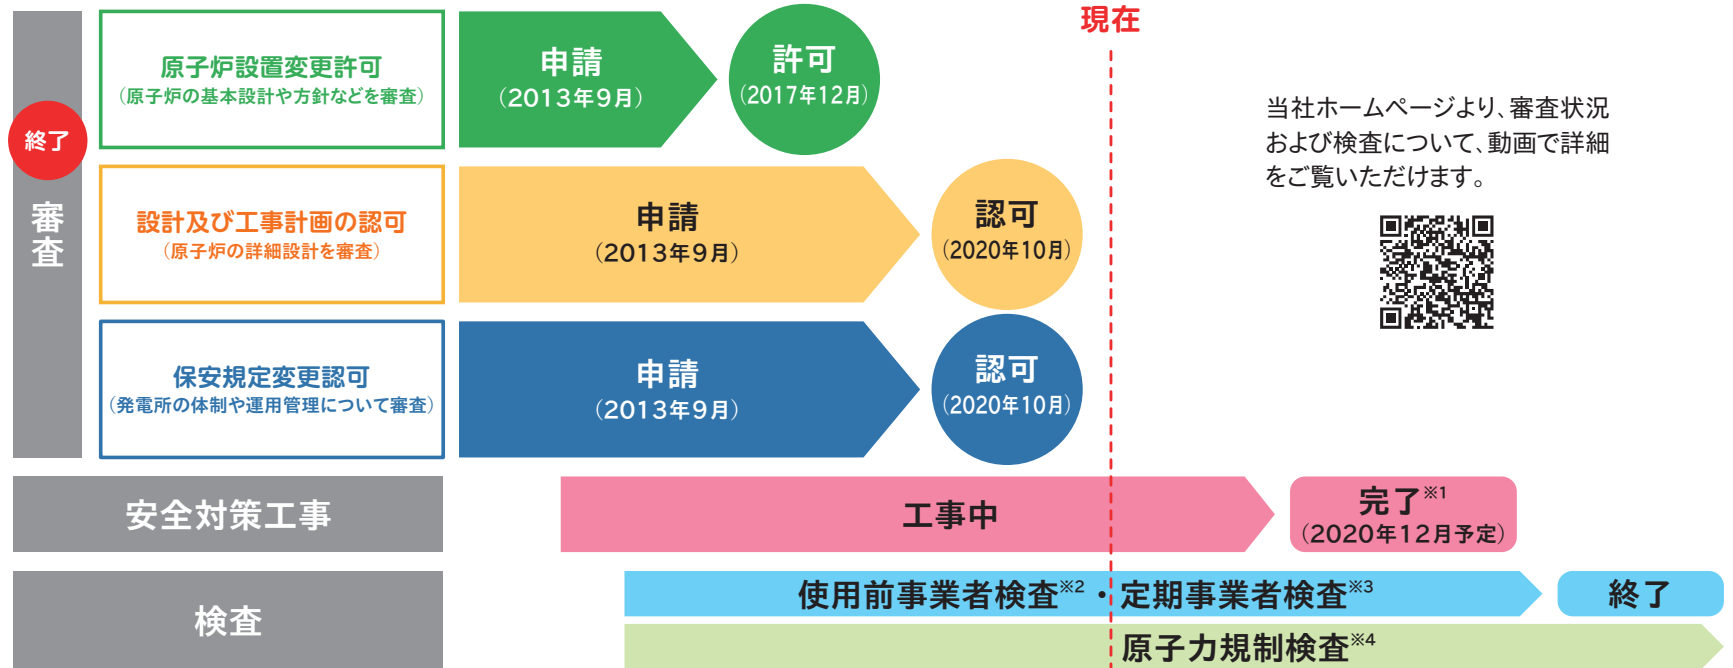 現在
終了
審査
原子炉設置変更許可
（原子炉の基本設計や方針などを審査）
申請
（2013年9月）
許可
（2017年12月）
当社ホームページより、審査状況
および検査について、動画で詳細
をご覧いただけます。
設計及び工事計画の認可
（原子炉の詳細設計を審査）
申請
（2013年9月）
認可
（2020年10月）
保安規定変更認可
（発電所の体制や運用管理について審査）
申請
（2013年9月）
認可
（2020年10月）
安全対策工事
工事中
完了※1
（2020年12月予定）
検査
使用前事業者検査※2・定期事業者検査※3
終了
原子力規制検査※4